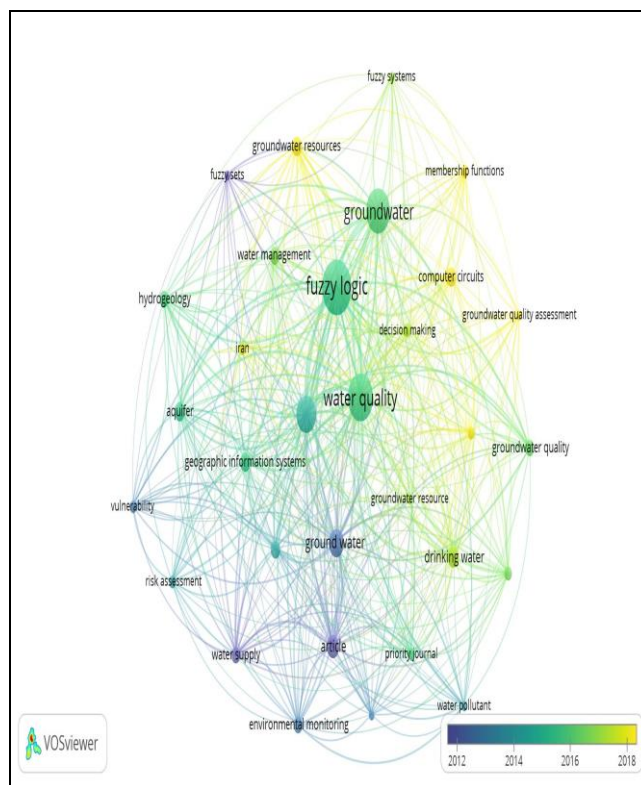 fuzzy systems
groundwater resources
membership functions
fuzzy sets
groundwater
water management
computer circuits
fuzzy logic
hydrogeology
groundwater quality assessment
decision making
iran
water quality
aquifer
groundwater quality
geographic information systems
groundwater resource
vulnerability
ground water
drinking water
risk assessment
article
water supply
priority journal
water pollutant
environmental monitoring
VOSviewer
2012 2014 2016 2018